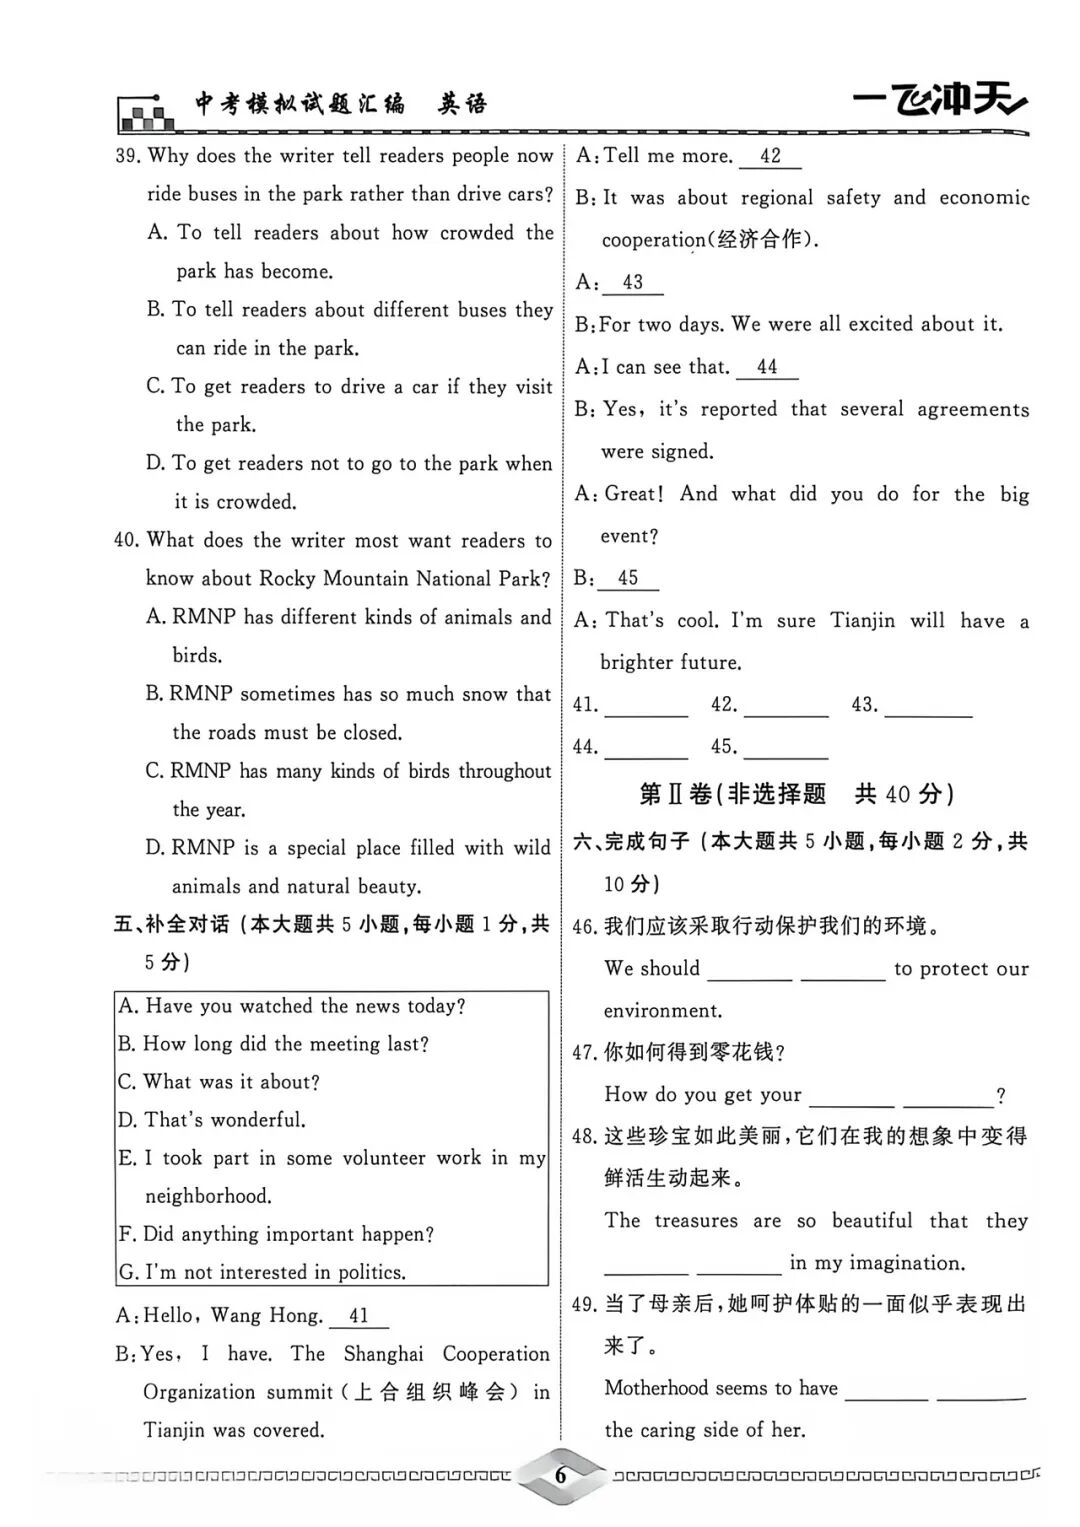 中考模拟试题汇编 英语
一飞冲天
39. Why does the writer tell readers people now
ride buses in the park rather than drive cars?
A. To tell readers about how crowded the
park has become.
B. To tell readers about different buses they
can ride in the park.
C. To get readers to drive a car if they visit
the park.
D. To get readers not to go to the park when
it is crowded.
40. What does the writer most want readers to
know about Rocky Mountain National Park?
A. RMNP has different kinds of animals and
birds.
B. RMNP sometimes has so much snow that
the roads must be closed.
C. RMNP has many kinds of birds throughout
the year.
D. RMNP is a special place filled with wild
animals and natural beauty.
五、补全对话(本大题共5小题,每小题1分,共
5分)
A. Have you watched the news today?
B. How long did the meeting last?
C. What was it about?
D. That's wonderful.
E. I took part in some volunteer work in my
neighborhood.
F. Did anything important happen?
G. I'm not interested in politics.
A: Hello, Wang Hong. 41
B: Yes, I have. The Shanghai Cooperation
Organization summit(上合组织峰会) in
Tianjin was covered.
A: Tell me more. 42
B: It was about regional safety and economic
cooperation(经济合作).
A: 43
B: For two days. We were all excited about it.
A: I can see that. 44
B: Yes, it's reported that several agreements
were signed.
A: Great! And what did you do for the big
event?
B: 45
A: That's cool. I'm sure Tianjin will have a
brighter future.
41. ________ 42. ________ 43. ________
44. ________ 45. ________
第Ⅱ卷(非选择题 共40分)
六、完成句子(本大题共5小题,每小题2分,共
10分)
46. 我们应该采取行动保护我们的环境。
We should ________ ________ to protect our
environment.
47. 你如何得到零花钱?
How do you get your ________ ________?
48. 这些珍宝如此美丽,它们在我的想象中变得
鲜活生动起来。
The treasures are so beautiful that they
________ ________ in my imagination.
49. 当了母亲后,她呵护体贴的一面似乎表现出
来了。
Motherhood seems to have ________ ________
the caring side of her.
6